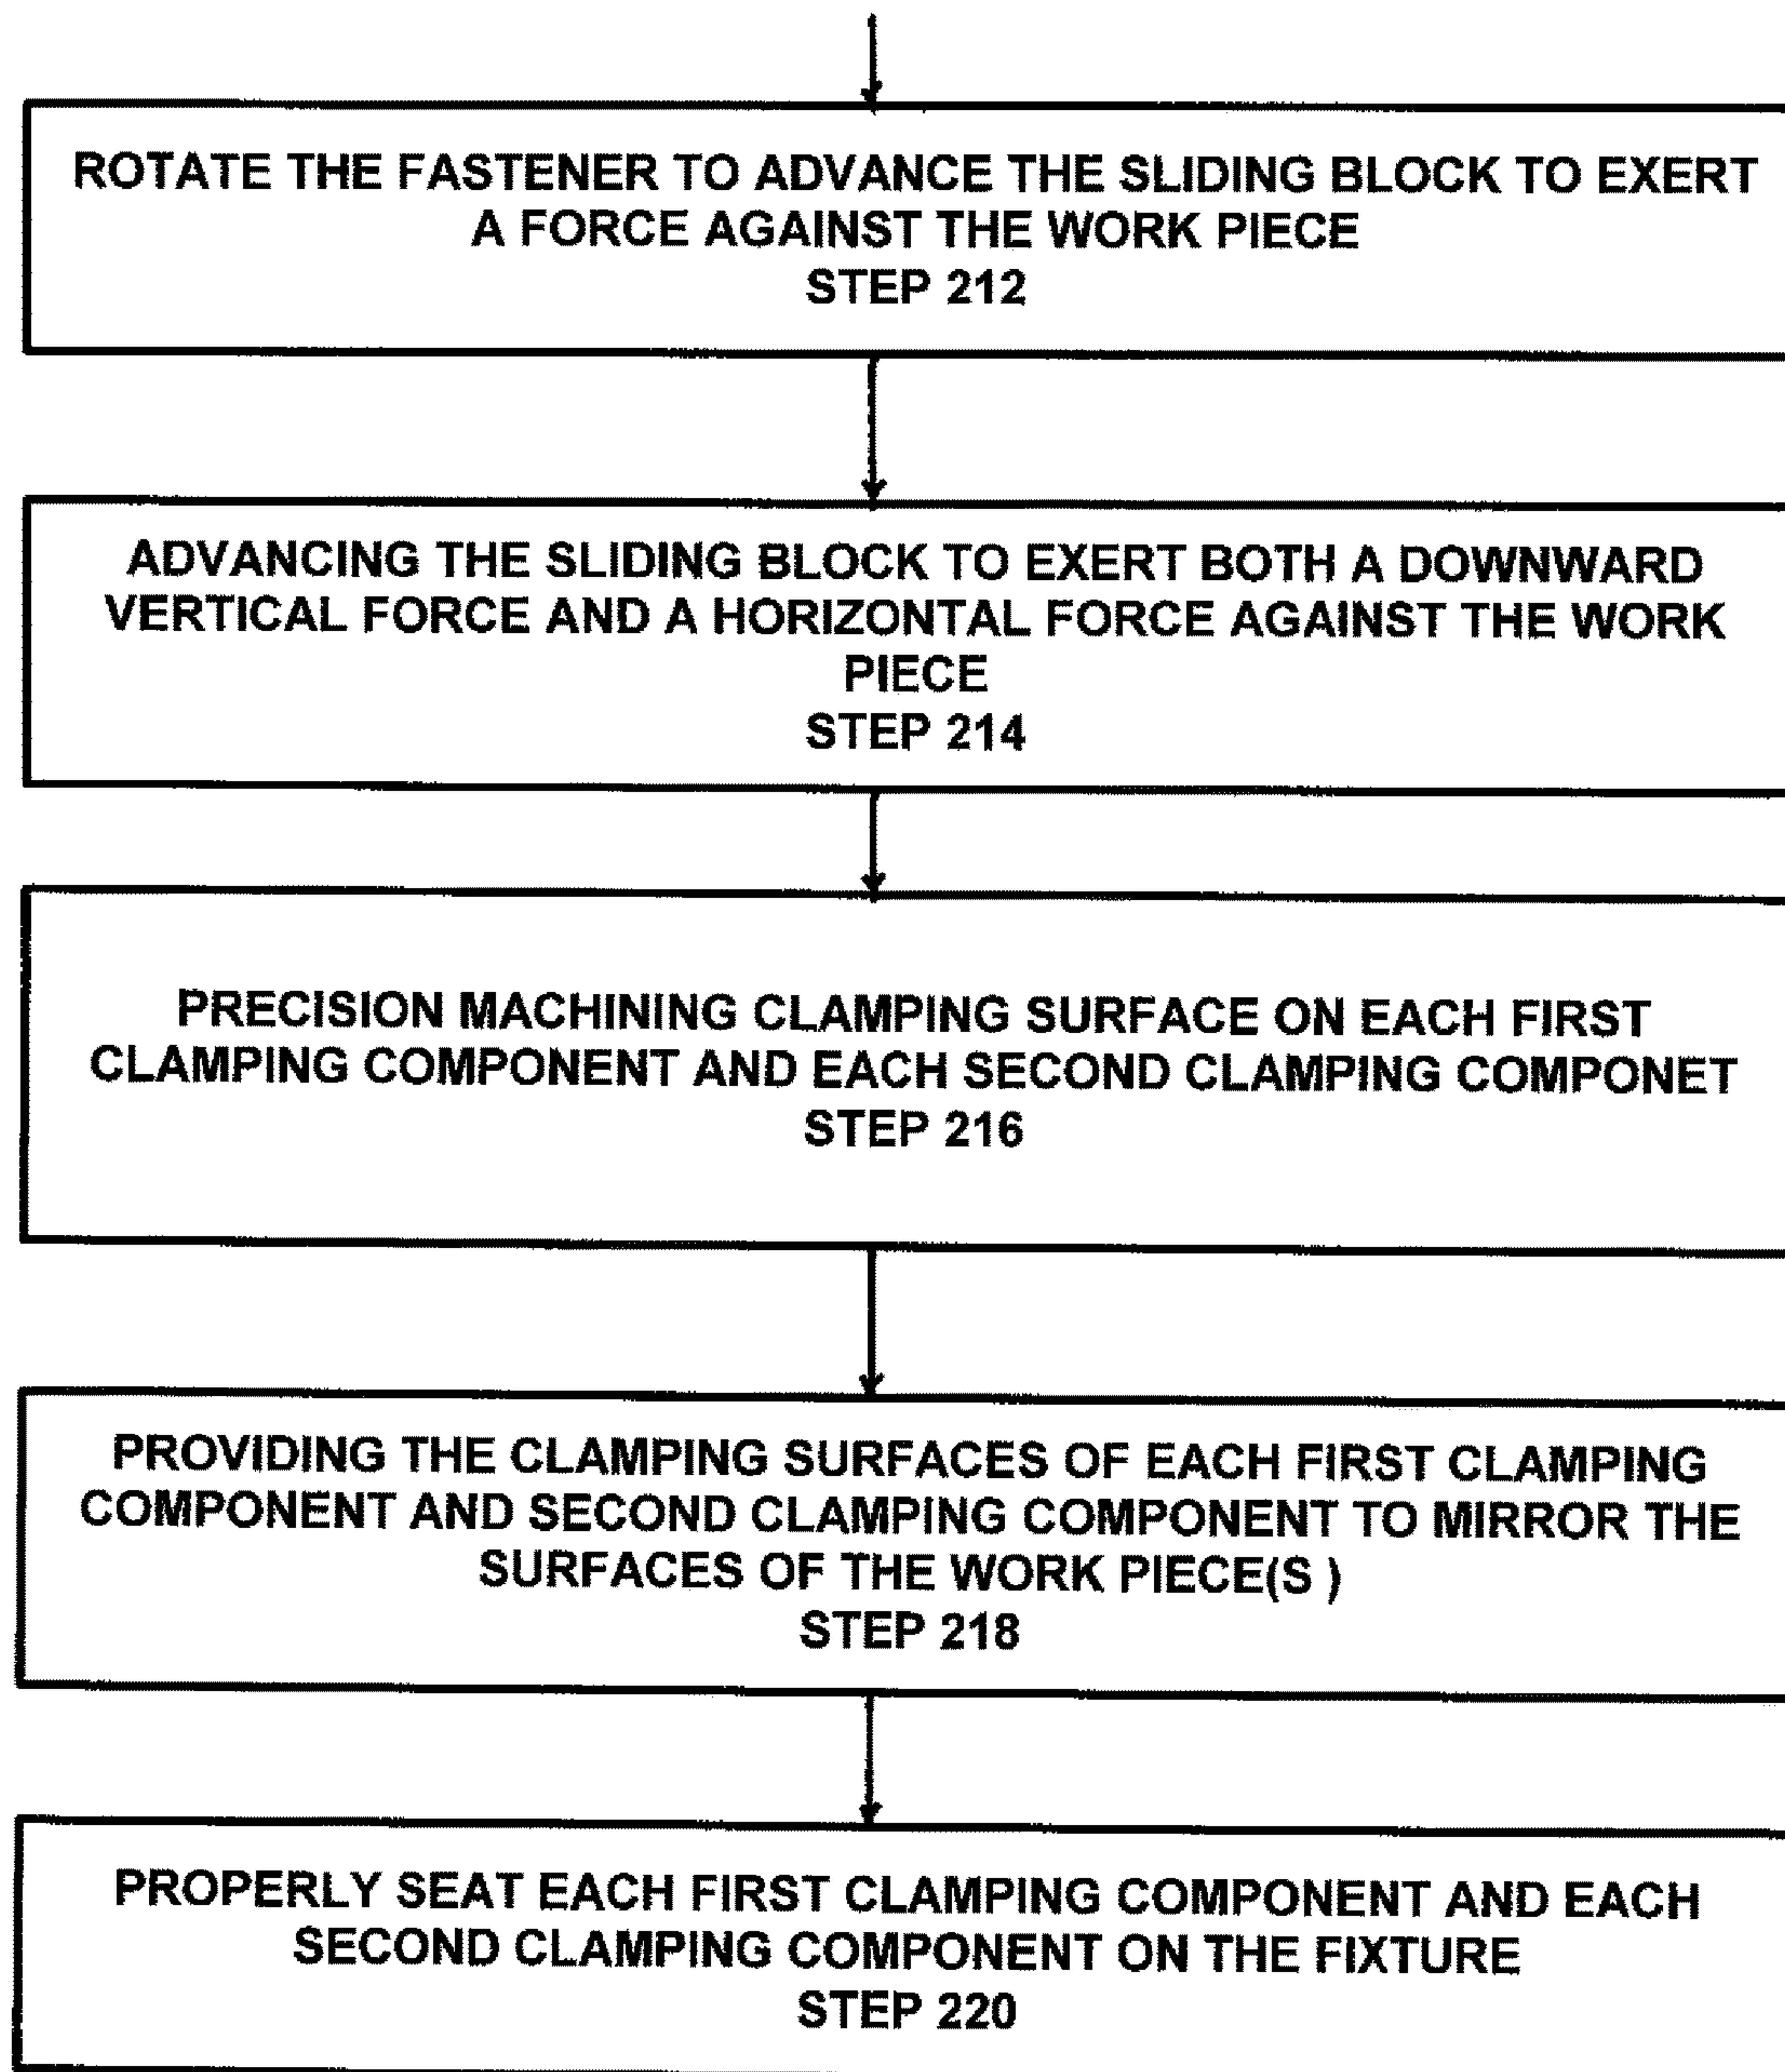 ROTATE THE FASTENER TO ADVANCE THE SLIDING BLOCK TO EXERT
A FORCE AGAINST THE WORK PIECE
STEP 212
ADVANCING THE SLIDING BLOCK TO EXERT BOTH A DOWNWARD
VERTICAL FORCE AND A HORIZONTAL FORCE AGAINST THE WORK
PIECE
STEP 214
PRECISION MACHINING CLAMPING SURFACE ON EACH FIRST
CLAMPING COMPONENT AND EACH SECOND CLAMPING COMPONET
STEP 216
PROVIDING THE CLAMPING SURFACES OF EACH FIRST CLAMPING
COMPONENT AND SECOND CLAMPING COMPONENT TO MIRROR THE
SURFACES OF THE WORK PIECE(S )
STEP 218
PROPERLY SEAT EACH FIRST CLAMPING COMPONENT AND EACH
SECOND CLAMPING COMPONENT ON THE FIXTURE
STEP 220